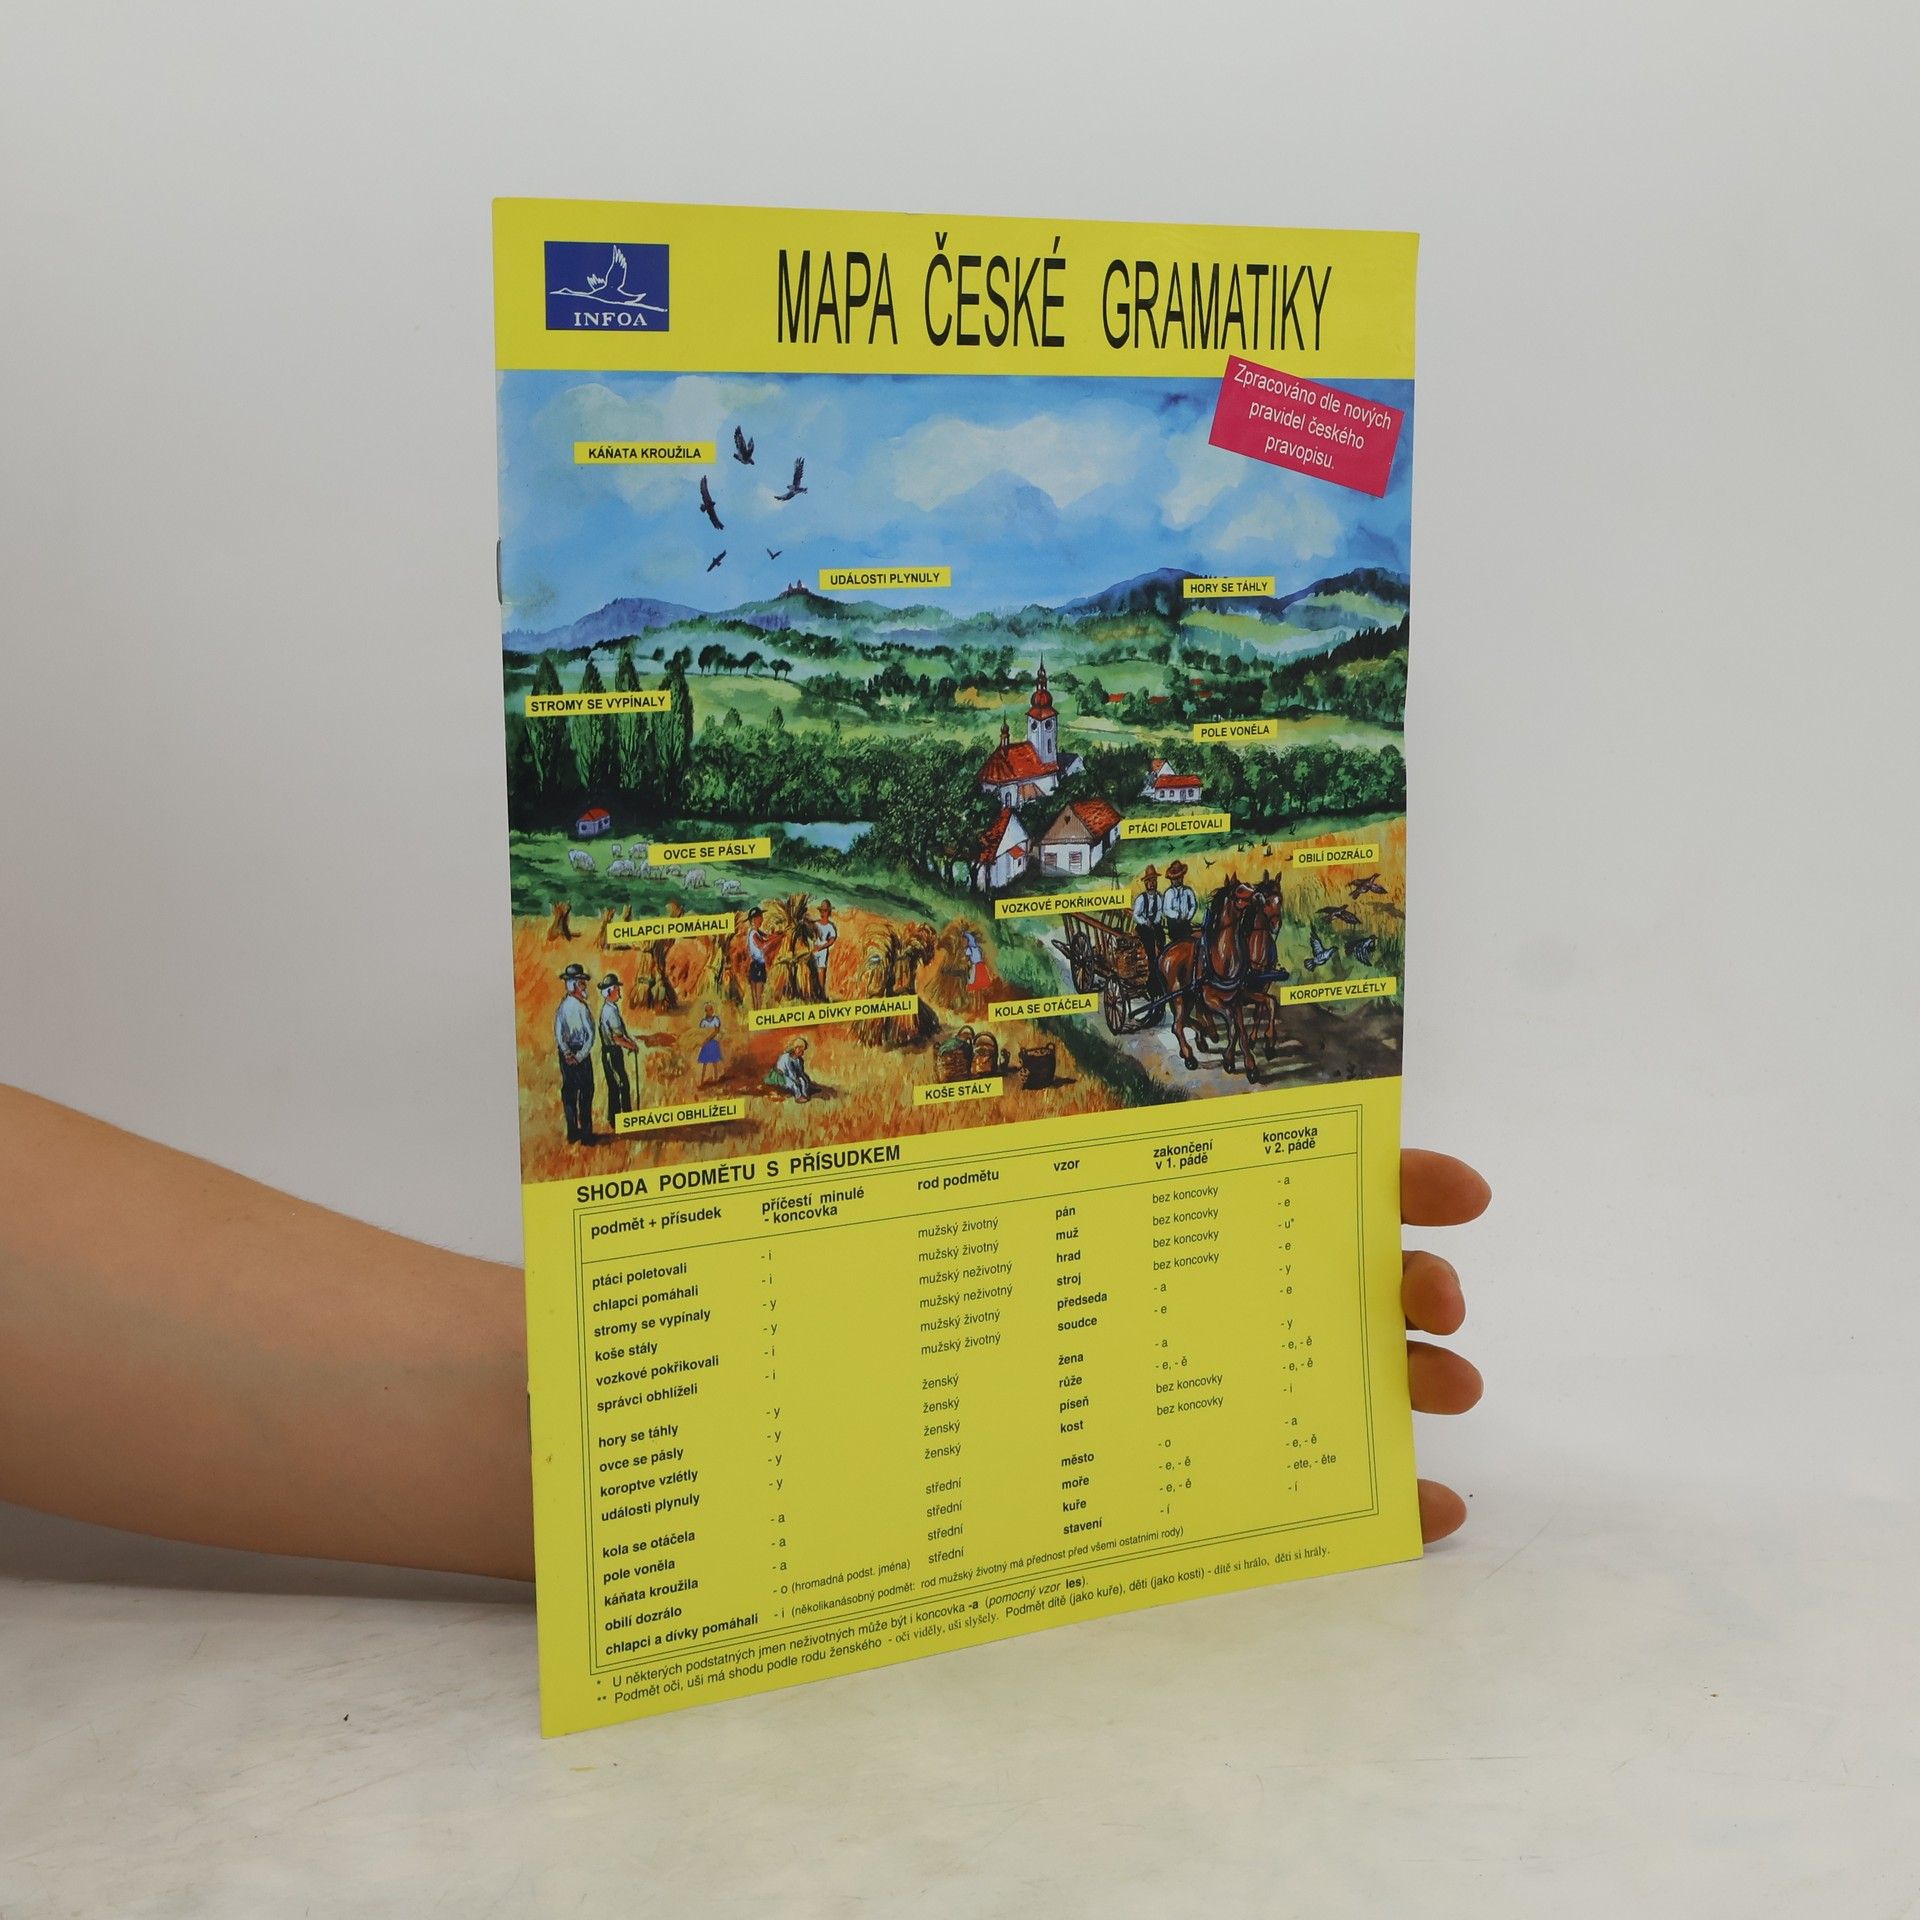 INFOA
MAPA ČESKÉ GRAMATIKY
Zpracováno dle nových
pravidel českého
pravopisu.
KÁŇATA KROUŽILA
UDÁLOSTI PLYNULY
HORY SE TÁHLY
STROMY SE VYPÍNALY
POLE VONĚLA
PTÁCI POLETOVALI
OVCE SE PÁSLY
OBILÍ DOZRÁLO
VOZKOVÉ POKŘIKOVALI
CHLAPCI POMÁHALI
KOROPTVE VZLÉTLY
CHLAPCI A DÍVKY POMÁHALI
KOLA SE OTÁČELA
KOŠE STÁLY
SPRÁVCI OBHLÍŽELI
SHODA PODMĚTU S PŘÍSUDKEM
podmět + přísudek
příčestí minulé
- koncovka
rod podmětu
vzor
zakončení
v 1. pádě
koncovka
v 2. pádě
ptáci poletovali - i mužský životný pán bez koncovky - a
chlapci pomáhali - i mužský životný muž bez koncovky - e
stromy se vypínaly - y mužský neživotný hrad bez koncovky - u*
koše stály - y mužský neživotný stroj bez koncovky - e
vozkové pokřikovali - i mužský životný předseda - a - y
správci obhlíželi - i mužský životný soudce - e - e
hory se táhly - y ženský žena - a - y
ovce se pásly - y ženský růže - e, - ě - e, - ě
koroptve vzlétly - y ženský píseň bez koncovky - e, - ě
události plynuly - y ženský kost bez koncovky - i
kola se otáčela - a střední město - o - a
pole voněla - a střední moře - e, - ě - e, - ě
káňata kroužila - a střední kuře - e, - ě - ete, - ěte
obilí dozrálo - o (hromadná podst. jména) střední stavení - í - í
chlapci a dívky pomáhali - i (několikanásobný podmět: rod mužský životný má přednost před všemi ostatními rody)
* U některých podstatných jmen neživotných může být i koncovka -a (pomocný vzor les).
** Podmět oči, uši má shodu podle rodu ženského - oči viděly, uši slyšely. Podmět dítě (jako kuře), děti (jako kosti) - dítě si hrálo, děti si hrály.